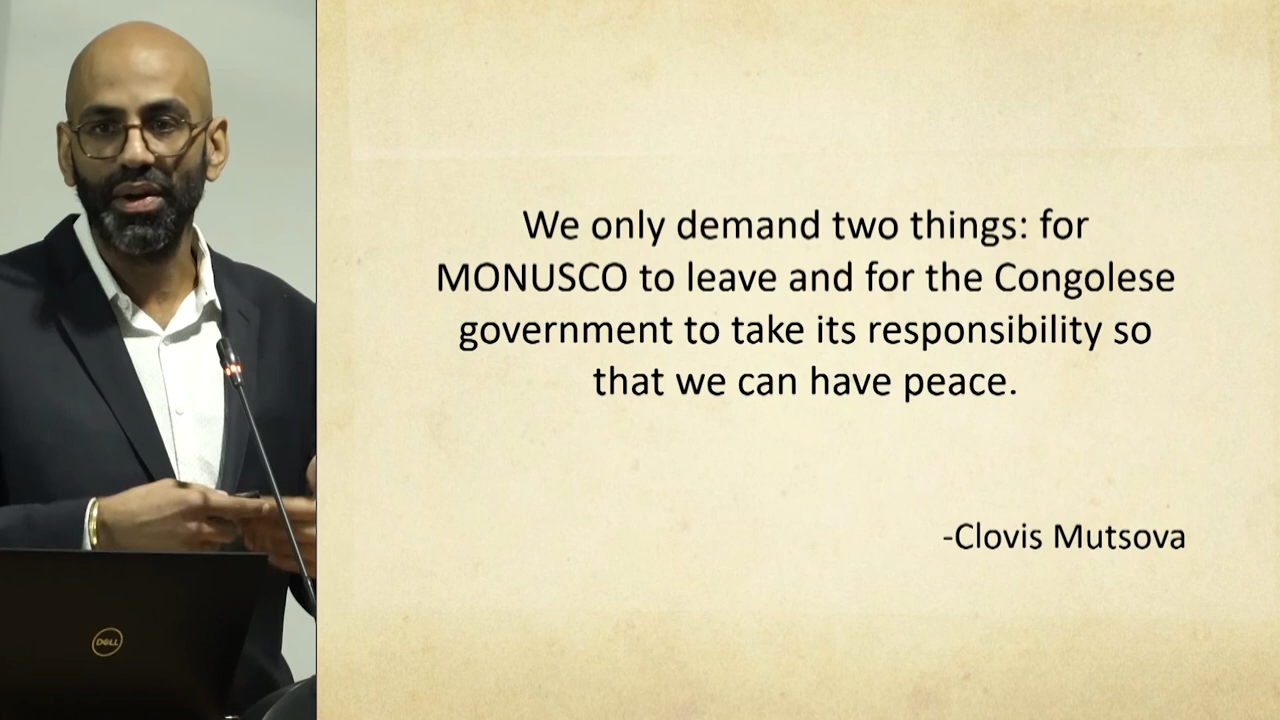 We only demand two things: for
MONUSCO to leave and for the Congolese
government to take its responsibility so
that we can have peace.
-Clovis Mutsova
DELL